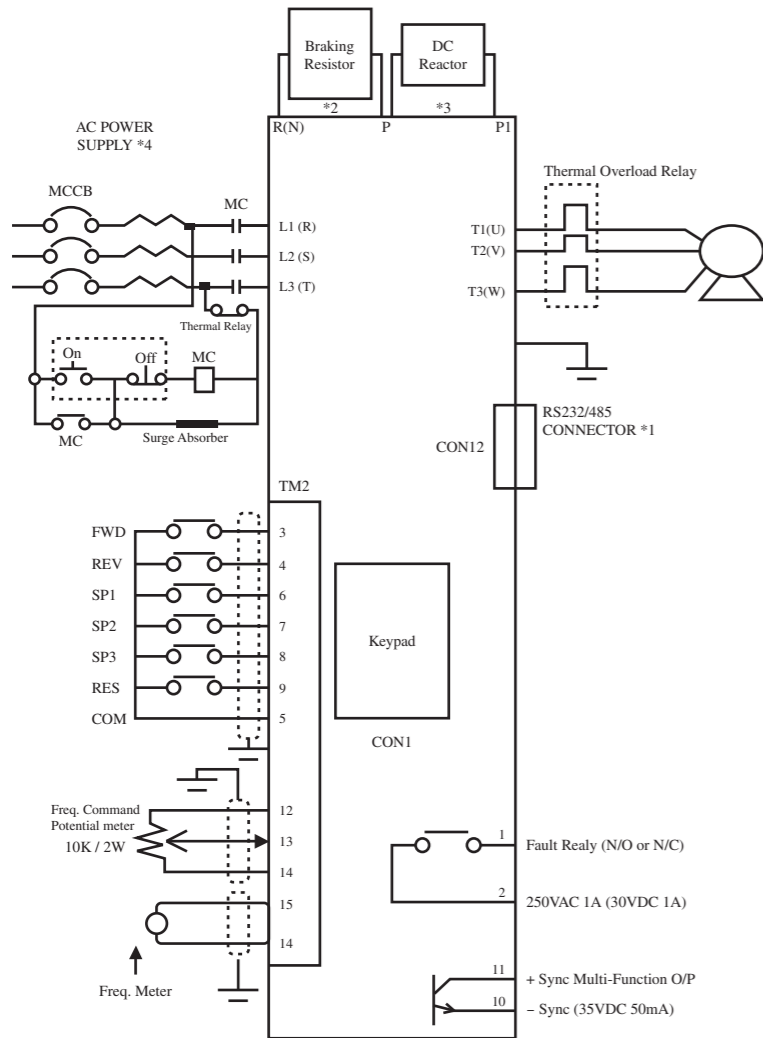 Braking
Resistor
DC
Reactor
*2
*3
R(N)
P
P1
AC POWER
SUPPLY *4
MCCB
MC
L1 (R)
L2 (S)
L3 (T)
Thermal Relay
On
Off
MC
MC
Surge Absorber
Thermal Overload Relay
T1(U)
T2(V)
T3(W)
RS232/485
CONNECTOR *1
CON12
TM2
FWD
3
REV
4
SP1
6
SP2
7
SP3
8
RES
9
COM
5
Keypad
CON1
Freq. Command
Potential meter
10K / 2W
12
13
14
15
14
Freq. Meter
1
Fault Realy (N/O or N/C)
2
250VAC 1A (30VDC 1A)
11
+ Sync Multi-Function O/P
10
− Sync (35VDC 50mA)